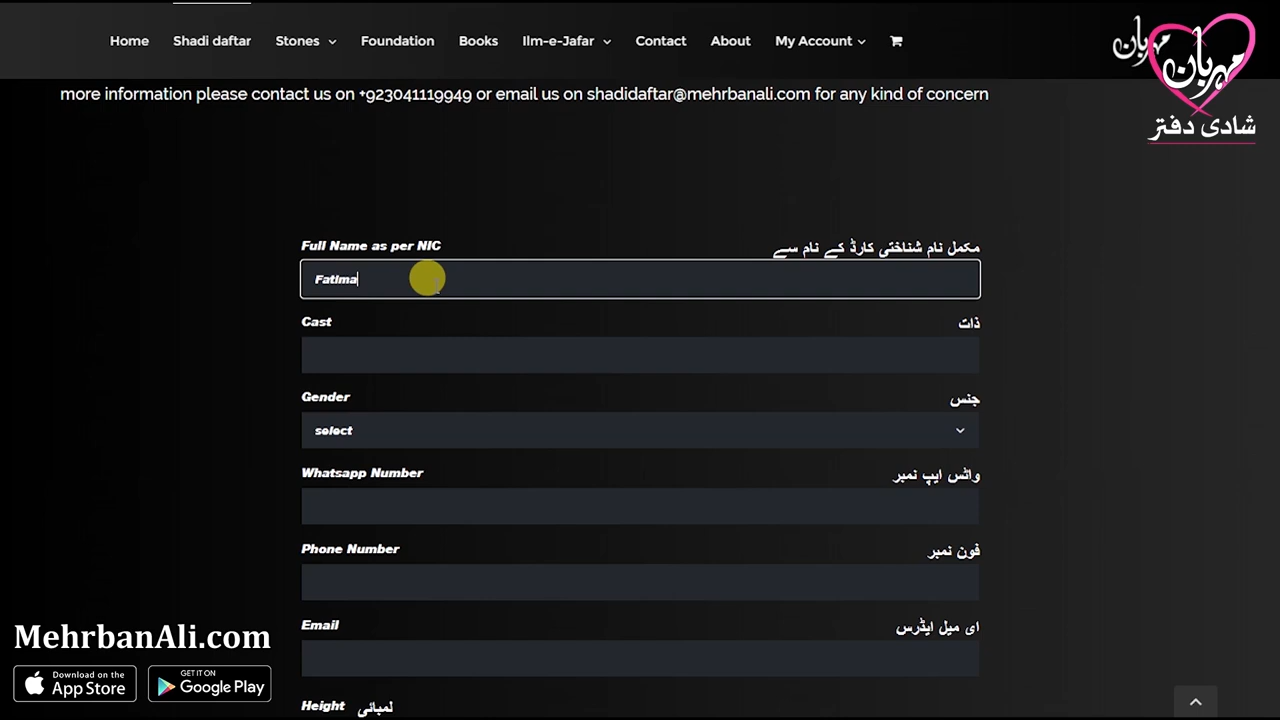 Home Shadi daftar Stones Foundation Books Ilm-e-Jafar Contact About My Account
مہربان
مہربان
شادی دفتر
more information please contact us on +923041119949 or email us on shadidaftar@mehrbanali.com for any kind of concern
Full Name as per NIC مکمل نام شناختی کارڈ کے نام سے
Fatima
Cast ذات
Gender جنس
select
Whatsapp Number واٹس ایپ نمبر
Phone Number فون نمبر
Email ای میل ایڈرس
Height لمبائی
MehrbanAli.com
Download on the App Store
GET IT ON Google Play